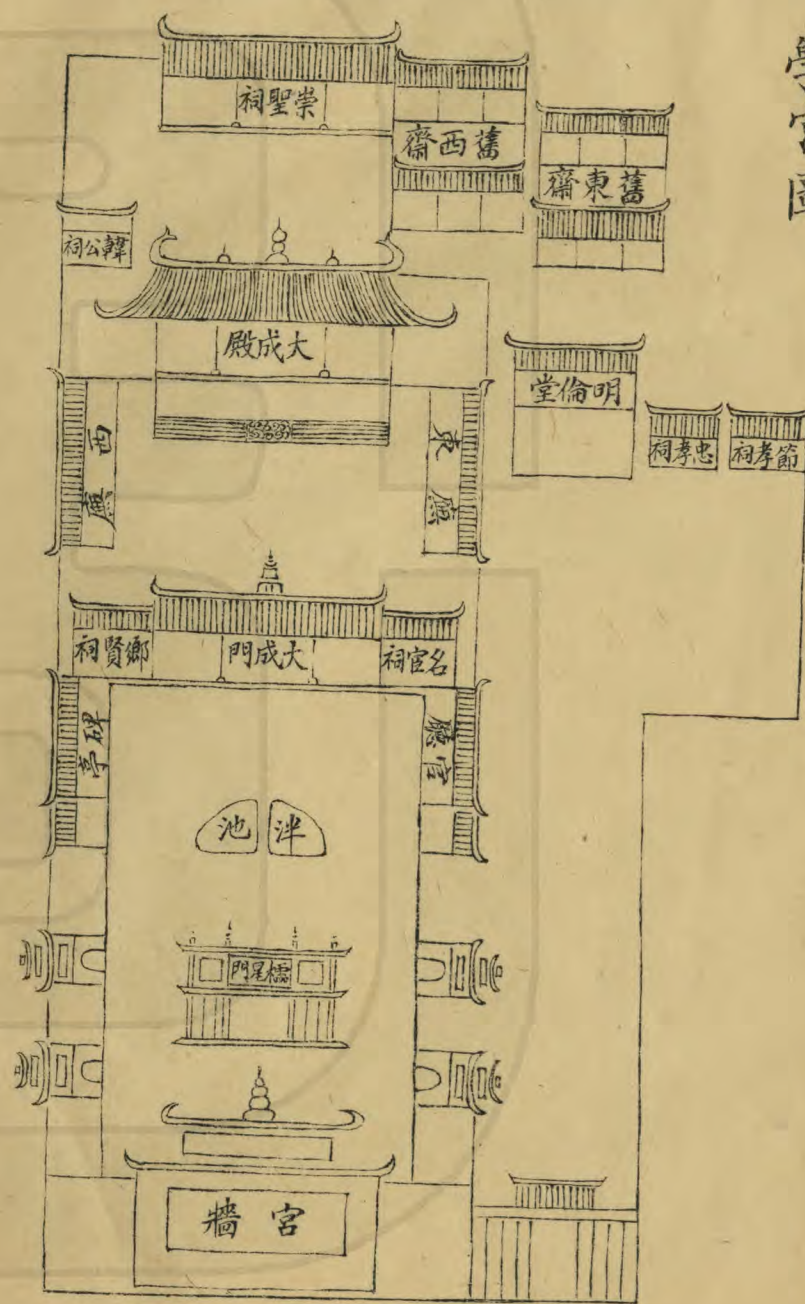 學宮圖
崇聖祠
舊西齋
舊東齋
韓公祠
大成殿
明倫堂
忠孝祠
節孝祠
東廡
西廡
名宦祠
大成門
鄉賢祠
官廳
碑亭
泮池
櫺星門
宮牆